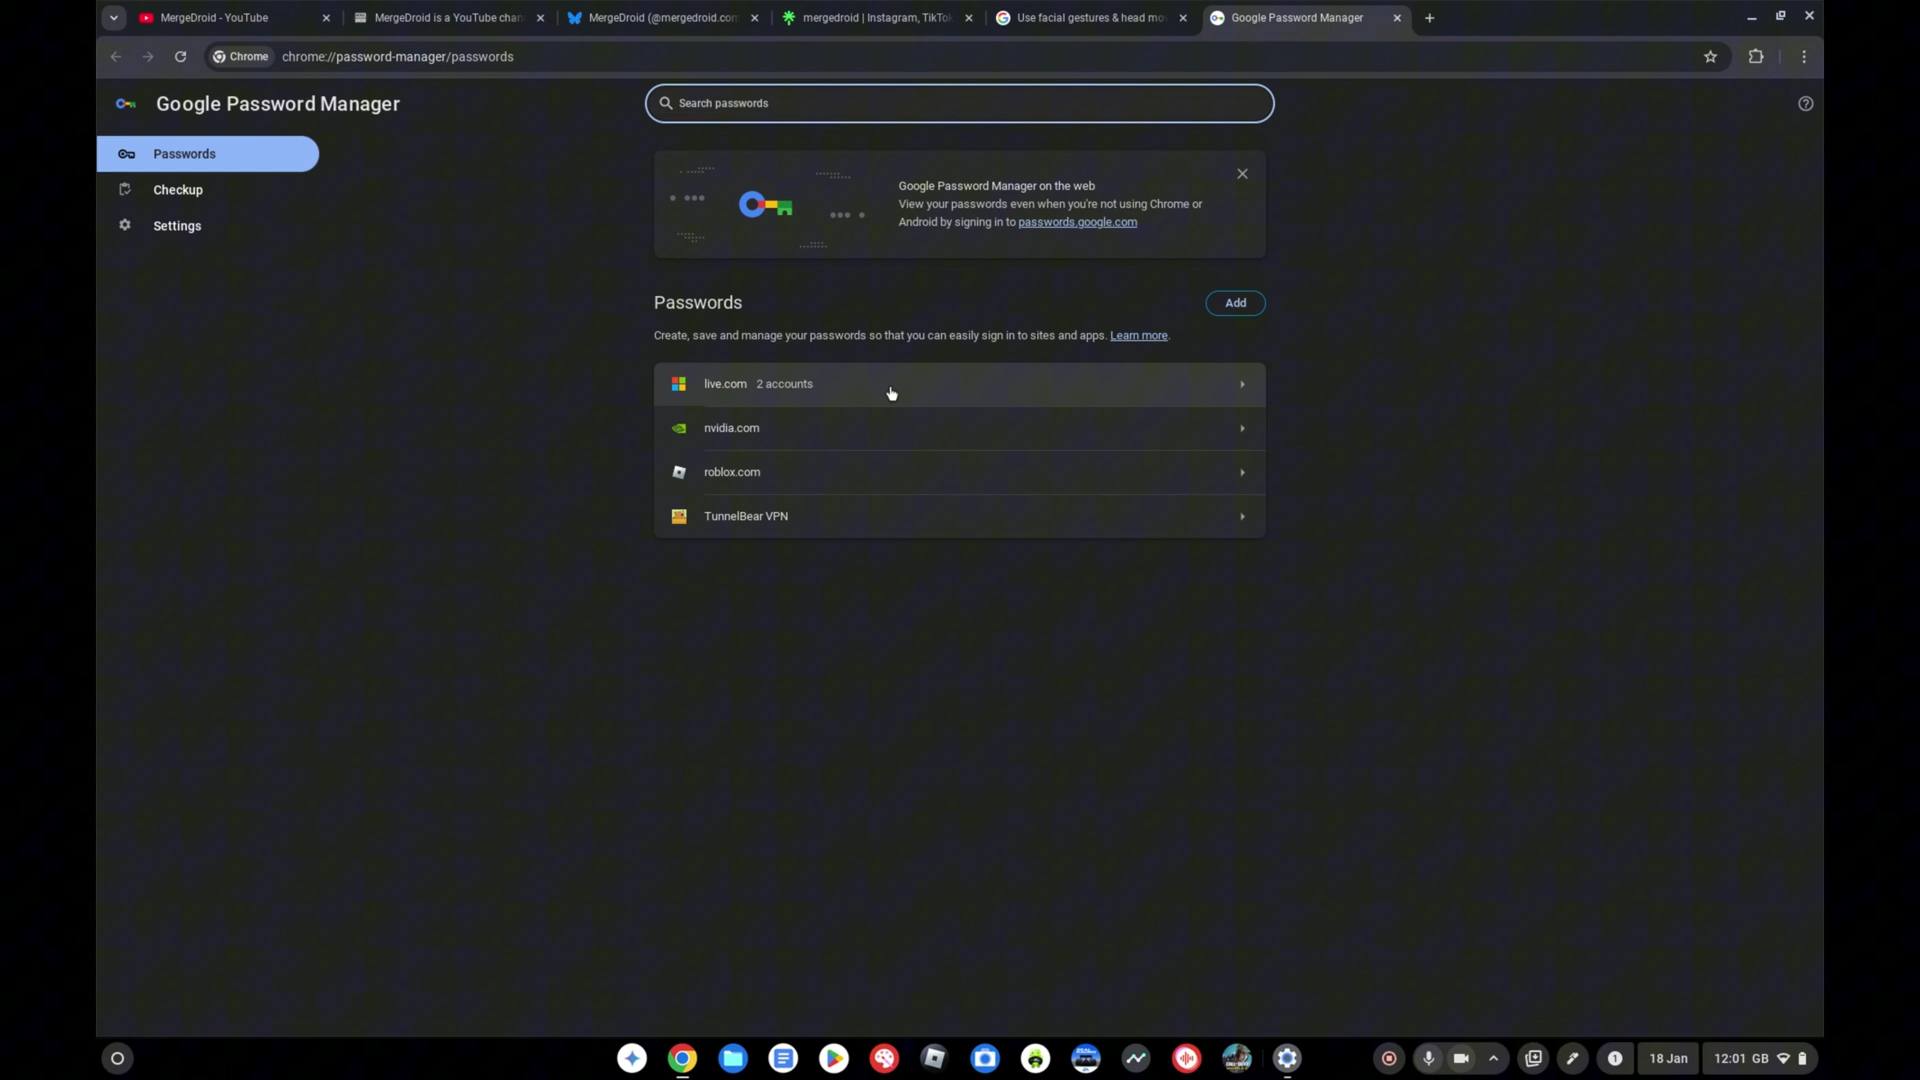 MergeDroid - YouTube
MergeDroid is a YouTube chan
MergeDroid (@mergedroid.com
mergedroid | Instagram, TikTok
Use facial gestures & head mo
Google Password Manager
Chrome
chrome://password-manager/passwords
Google Password Manager
Search passwords
Passwords
Checkup
Settings
Google Password Manager on the web
View your passwords even when you're not using Chrome or
Android by signing in to passwords.google.com
Passwords
Add
Create, save and manage your passwords so that you can easily sign in to sites and apps. Learn more.
live.com 2 accounts
nvidia.com
roblox.com
TunnelBear VPN
1
18 Jan
12:01 GB